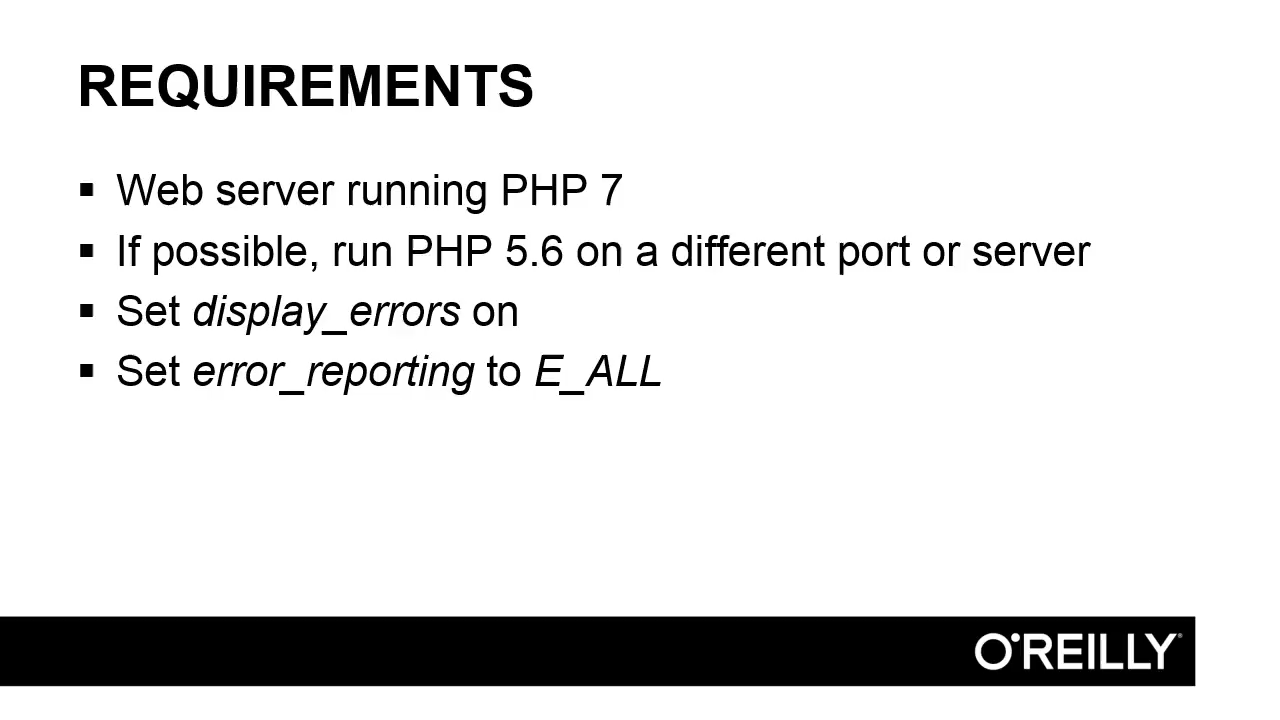 REQUIREMENTS
▪ Web server running PHP 7
▪ If possible, run PHP 5.6 on a different port or server
▪ Set display_errors on
▪ Set error_reporting to E_ALL
O'REILLY®